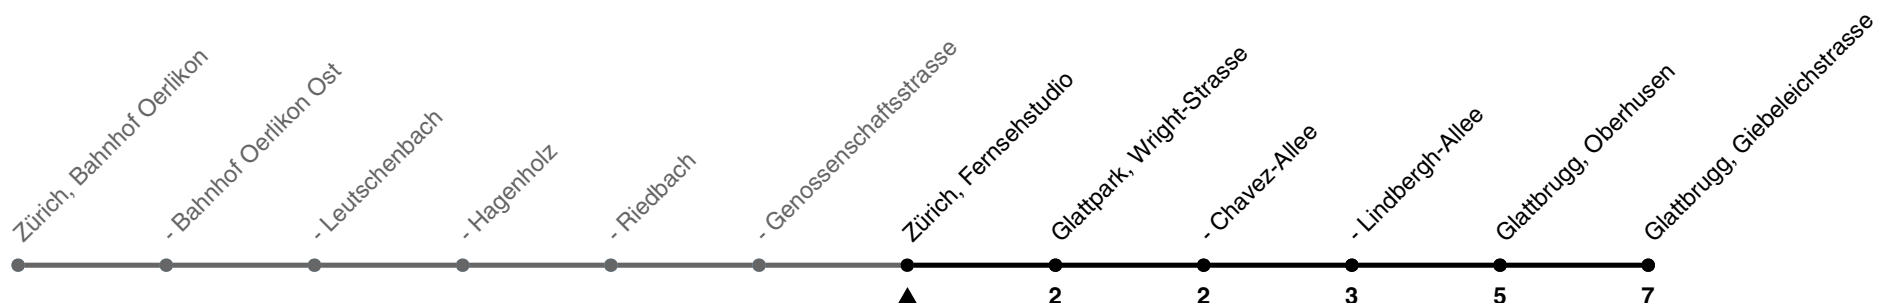 Zürich, Bahnhof Oerlikon
- Bahnhof Oerlikon Ost
- Leutschenbach
- Hagenholz
- Riedbach
- Genossenschaftsstrasse
Zürich, Fernsehstudio
Glattpark, Wright-Strasse
- Chavez-Allee
- Lindbergh-Allee
Glattbrugg, Oberhusen
Glattbrugg, Giebeleichstrasse
2 2 3 5 7